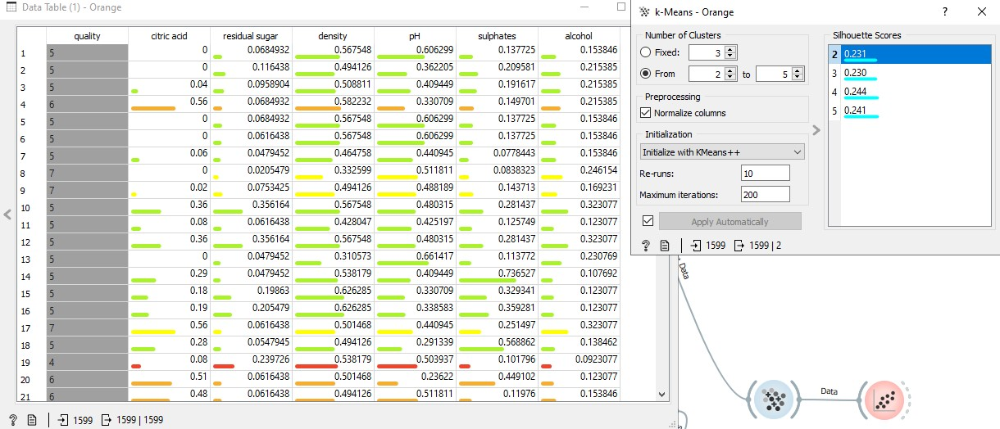 Data Table (1) - Orange
quality citric acid residual sugar density pH sulphates alcohol
1 5 0 0.0684932 0.567548 0.606299 0.137725 0.153846
2 5 0 0.116438 0.494126 0.362205 0.209581 0.215385
3 5 0.04 0.0958904 0.508811 0.409449 0.191617 0.215385
4 6 0.56 0.0684932 0.582232 0.330709 0.149701 0.215385
5 5 0 0.0684932 0.567548 0.606299 0.137725 0.153846
6 5 0 0.0616438 0.567548 0.606299 0.137725 0.153846
7 5 0.06 0.0479452 0.464758 0.440945 0.0778443 0.153846
8 7 0 0.0205479 0.332599 0.511811 0.0838323 0.246154
9 7 0.02 0.0753425 0.494126 0.488189 0.143713 0.169231
10 5 0.36 0.356164 0.567548 0.480315 0.281437 0.323077
11 5 0.08 0.0616438 0.428047 0.425197 0.125749 0.123077
12 5 0.36 0.356164 0.567548 0.480315 0.281437 0.323077
13 5 0 0.0479452 0.310573 0.661417 0.113772 0.230769
14 5 0.29 0.0479452 0.538179 0.409449 0.736527 0.107692
15 5 0.18 0.19863 0.626285 0.330709 0.329341 0.123077
16 5 0.19 0.205479 0.626285 0.338583 0.359281 0.123077
17 7 0.56 0.0684932 0.501468 0.440945 0.251497 0.323077
18 5 0.28 0.0547945 0.494126 0.291339 0.568862 0.138462
19 4 0.08 0.239726 0.538179 0.503937 0.101796 0.0923077
20 6 0.51 0.0616438 0.501468 0.23622 0.449102 0.123077
21 6 0.48 0.0616438 0.494126 0.511811 0.11976 0.153846
? 1599 1599 | 1599
k-Means - Orange
?
Number of Clusters
Fixed: 3
From 2 to 5
Preprocessing
Normalize columns
Initialization
Initialize with KMeans++
Re-runs: 10
Maximum iterations: 200
Apply Automatically
? 1599 1599 | 2
Silhouette Scores
2 0.231
3 0.230
4 0.244
5 0.241
Data
Data
k-Means